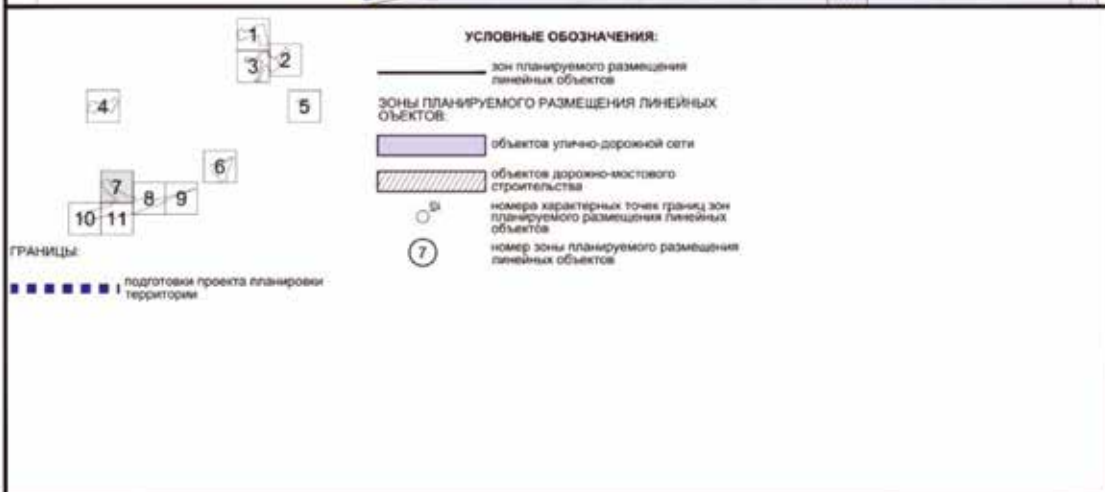 1
2
3
4
5
6
7
8
9
10
11
ГРАНИЦЫ:
подготовки проекта планировки
территории
УСЛОВНЫЕ ОБОЗНАЧЕНИЯ:
зон планируемого размещения
линейных объектов
ЗОНЫ ПЛАНИРУЕМОГО РАЗМЕЩЕНИЯ ЛИНЕЙНЫХ
ОЪЕКТОВ:
объектов улично-дорожной сети
объектов дорожно-мостового
строительства
номера характерных точек границ зон
планируемого размещения линейных
объектов
7
номер зоны планируемого размещения
линейных объектов